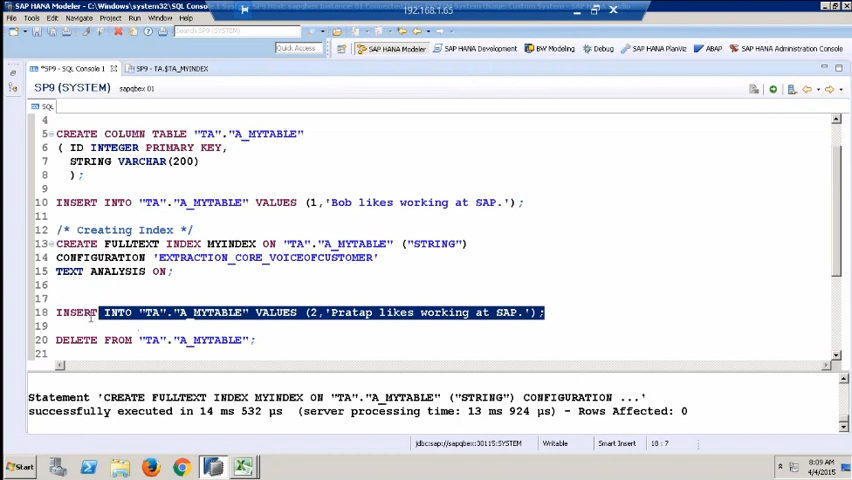 SAP HANA Modeler - C:\Windows\system32\SQL Conso
192.168.1.65
Tools Edit Navigate Project Run Window Help
Search SP9 (SYSTEM)
Quick Access
SAP HANA Modeler SAP HANA Development BW Modeling Debug SAP HANA PlanViz ABAP SAP HANA Administration Console
*SP9 - SQL Console 1 SP9 - TA.$TA_MYINDEX
SP9 (SYSTEM) sapqbex 01
SQL
4
5 CREATE COLUMN TABLE "TA"."A_MYTABLE"
6 ( ID INTEGER PRIMARY KEY,
7 STRING VARCHAR(200)
8 );
9
10 INSERT INTO "TA"."A_MYTABLE" VALUES (1,'Bob likes working at SAP.');
11
12 /* Creating Index */
13 CREATE FULLTEXT INDEX MYINDEX ON "TA"."A_MYTABLE" ("STRING")
14 CONFIGURATION 'EXTRACTION_CORE_VOICEOFCUSTOMER'
15 TEXT ANALYSIS ON;
16
17
18 INSERT INTO "TA"."A_MYTABLE" VALUES (2,'Pratap likes working at SAP.');
19
20 DELETE FROM "TA"."A_MYTABLE";
21
Statement 'CREATE FULLTEXT INDEX MYINDEX ON "TA"."A_MYTABLE" ("STRING") CONFIGURATION ...'
successfully executed in 14 ms 532 µs (server processing time: 13 ms 924 µs) - Rows Affected: 0
jdbc:sap://sapqbex:30115:SYSTEM Writable Smart Insert 18 : 7
Start
8:09 AM
4/4/2015